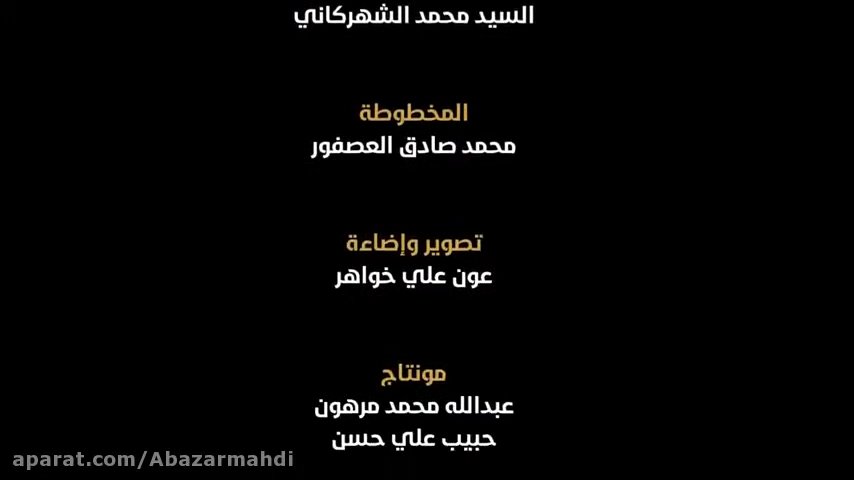 السيد محمد الشهركاني
المخطوطة
محمد صادق العصفور
تصوير وإضاءة
عون علي خواهر
مونتاج
عبدالله محمد مرهون
حبيب علي حسن
aparat.com/Abazarmahdi